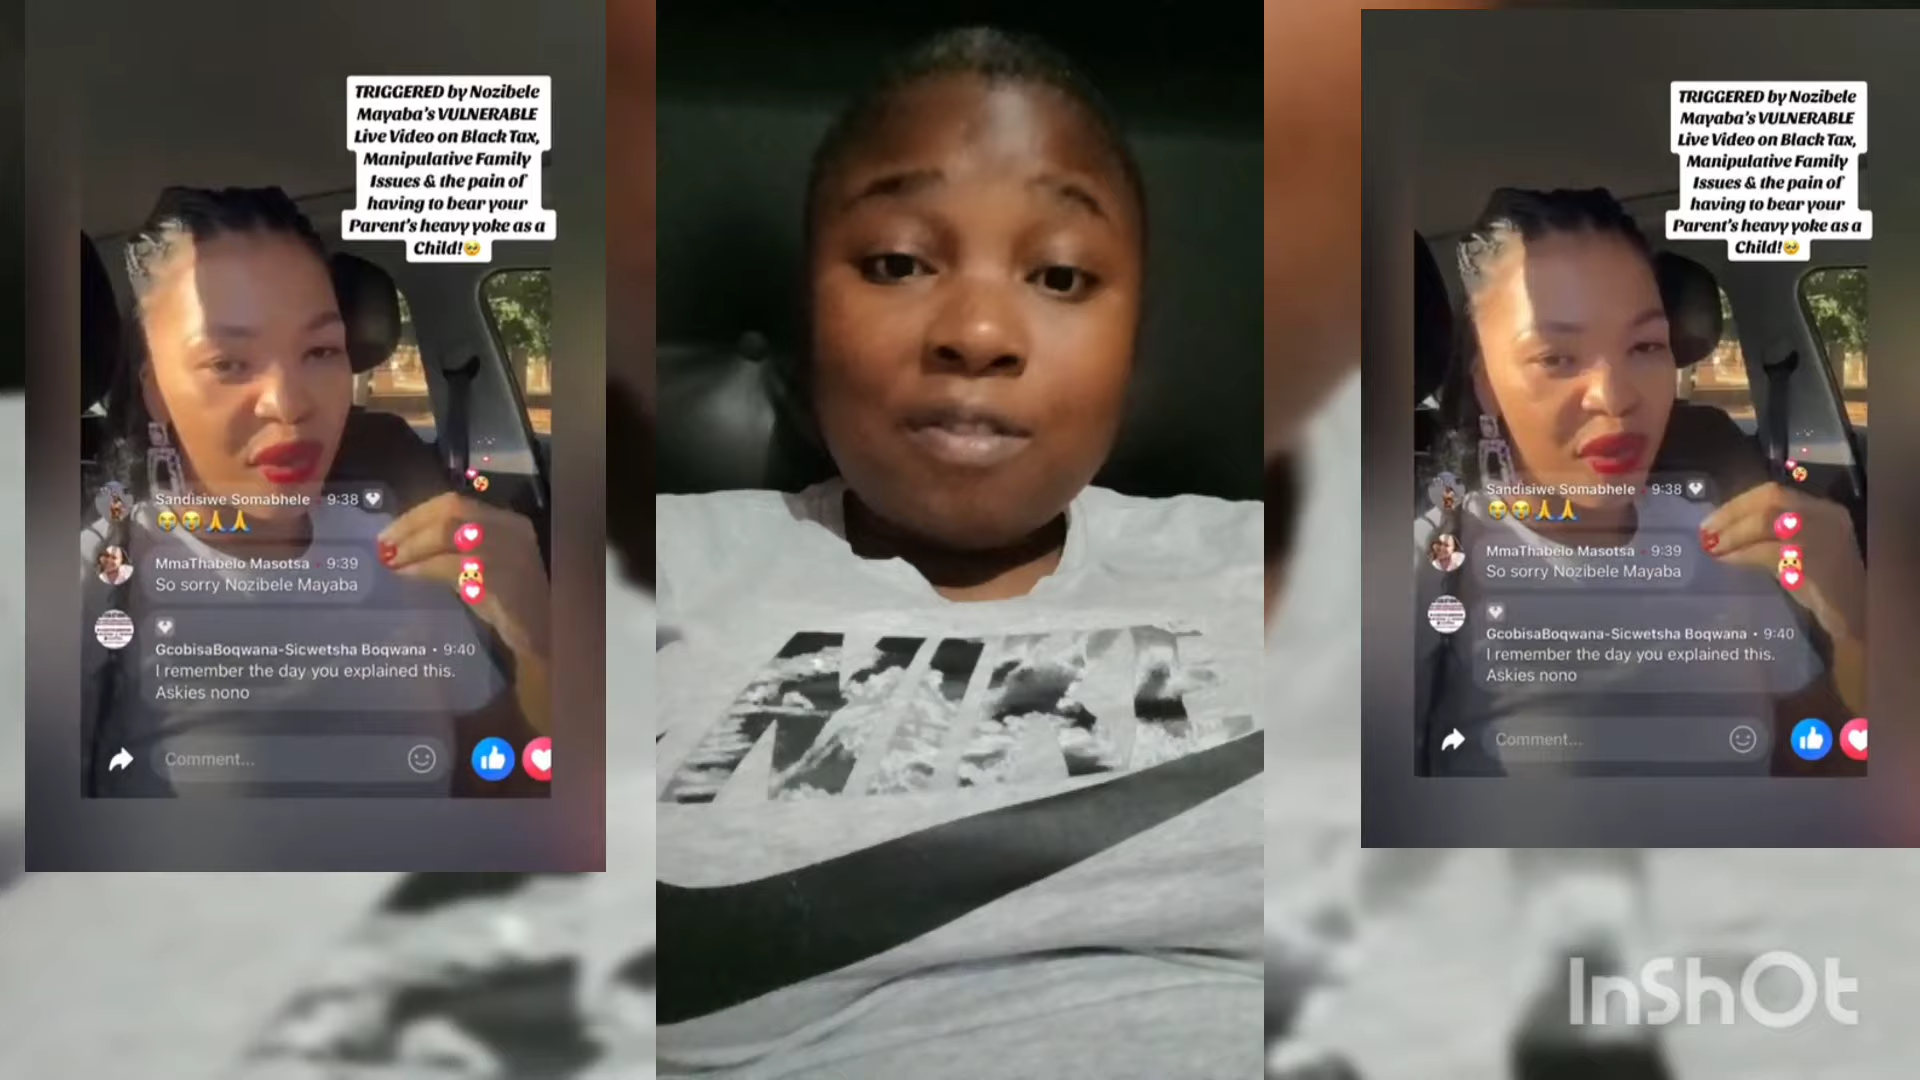 TRIGGERED by Nozibele
Mayaba's VULNERABLE
Live Video on Black Tax,
Manipulative Family
Issues & the pain of
having to bear your
Parent's heavy yoke as a
Child!🥺
Sandisiwe Somabhele • 9:38
😭😭🙏🙏
MmaThabelo Masotsa • 9:39
So sorry Nozibele Mayaba
GcobisaBoqwana-Sicwetsha Boqwana • 9:40
I remember the day you explained this.
Askies nono
Comment...
NIKE
TRIGGERED by Nozibele
Mayaba's VULNERABLE
Live Video on Black Tax,
Manipulative Family
Issues & the pain of
having to bear your
Parent's heavy yoke as a
Child!🥺
Sandisiwe Somabhele • 9:38
😭😭🙏🙏
MmaThabelo Masotsa • 9:39
So sorry Nozibele Mayaba
GcobisaBoqwana-Sicwetsha Boqwana • 9:40
I remember the day you explained this.
Askies nono
Comment...
InShOt